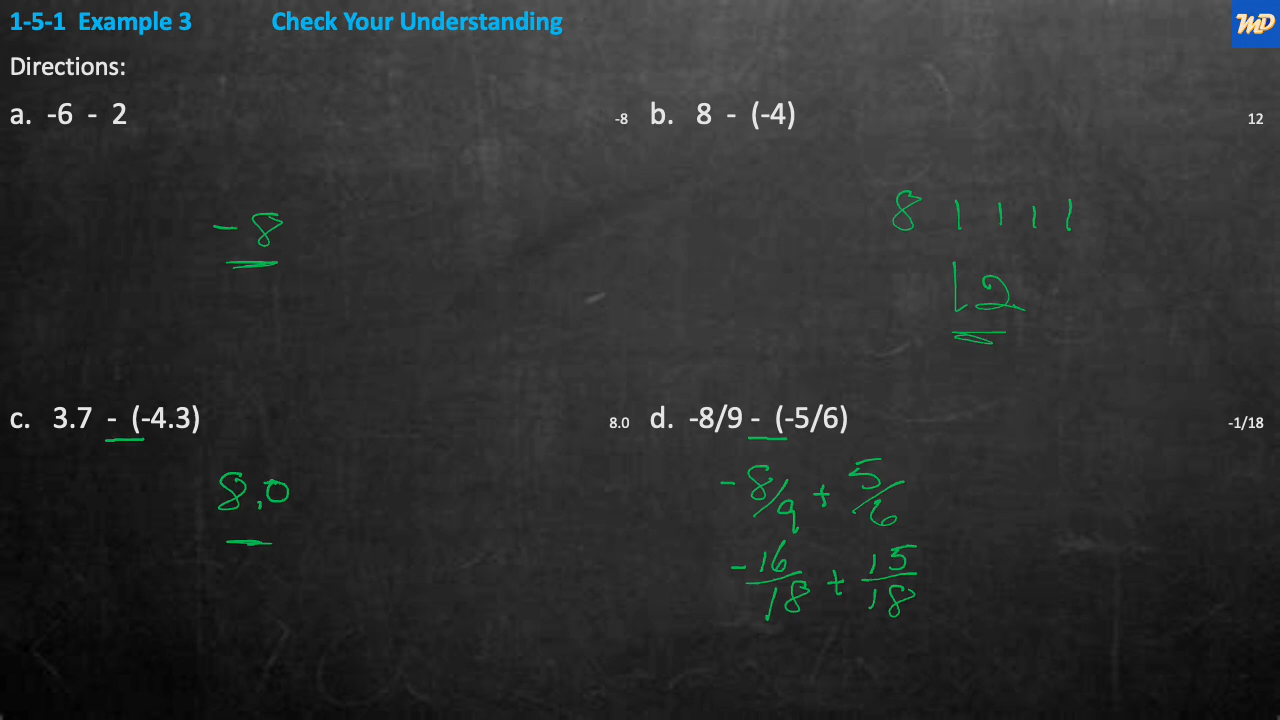 1-5-1 Example 3 Check Your Understanding
MD
Directions:
a. -6 - 2 -8
b. 8 - (-4) 12
-8
8 1 1 1 1
12
c. 3.7 - (-4.3) 8.0
d. -8/9 - (-5/6) -1/18
8.0
-8/9 + 5/6
-16/18 + 15/18